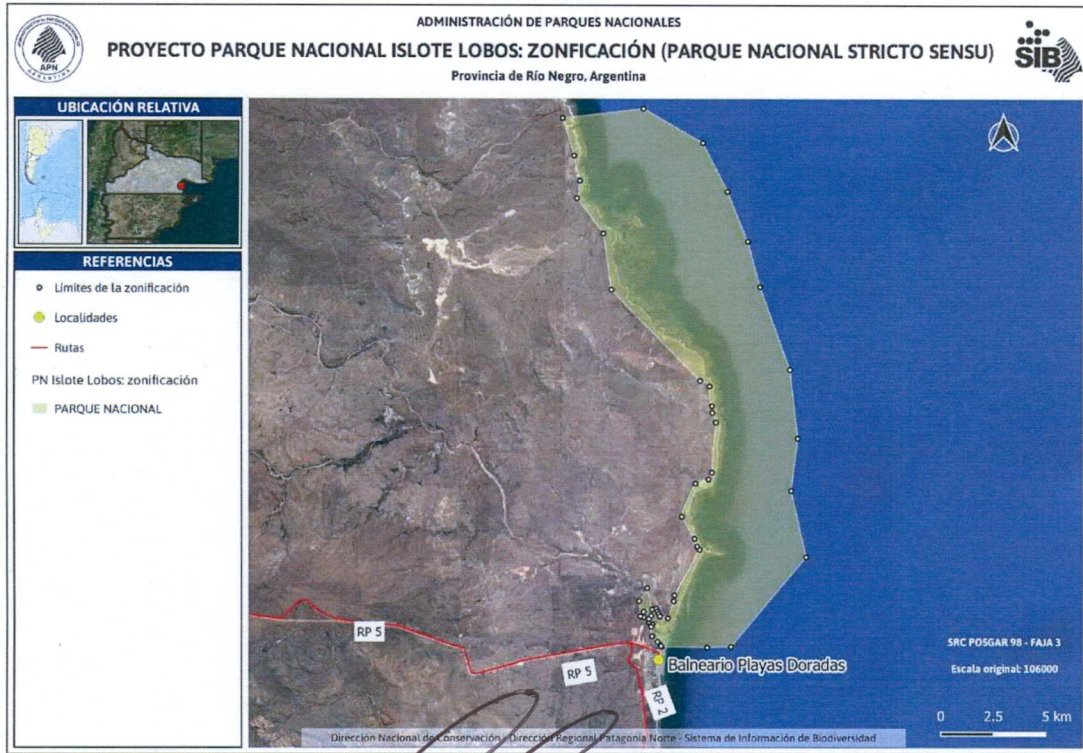 ADMINISTRACIÓN DE PARQUES NACIONALES
PROYECTO PARQUE NACIONAL ISLOTE LOBOS: ZONFICACIÓN (PARQUE NACIONAL STRICTO SENSU)
Provincia de Río Negro, Argentina
APN
ARGENTINA
SIB
UBICACIÓN RELATIVA
REFERENCIAS
Límites de la zonificación
Localidades
Rutas
PN Islote Lobos: zonificación
PARQUE NACIONAL
RP 5
RP 5
RP 2
Balneario Playas Doradas
SRC POSGAR 98 - FAJA 3
Escala original: 106000
0 2.5 5 km
Dirección Nacional de Conservación - Dirección Regional Patagonia Norte - Sistema de Información de Biodiversidad